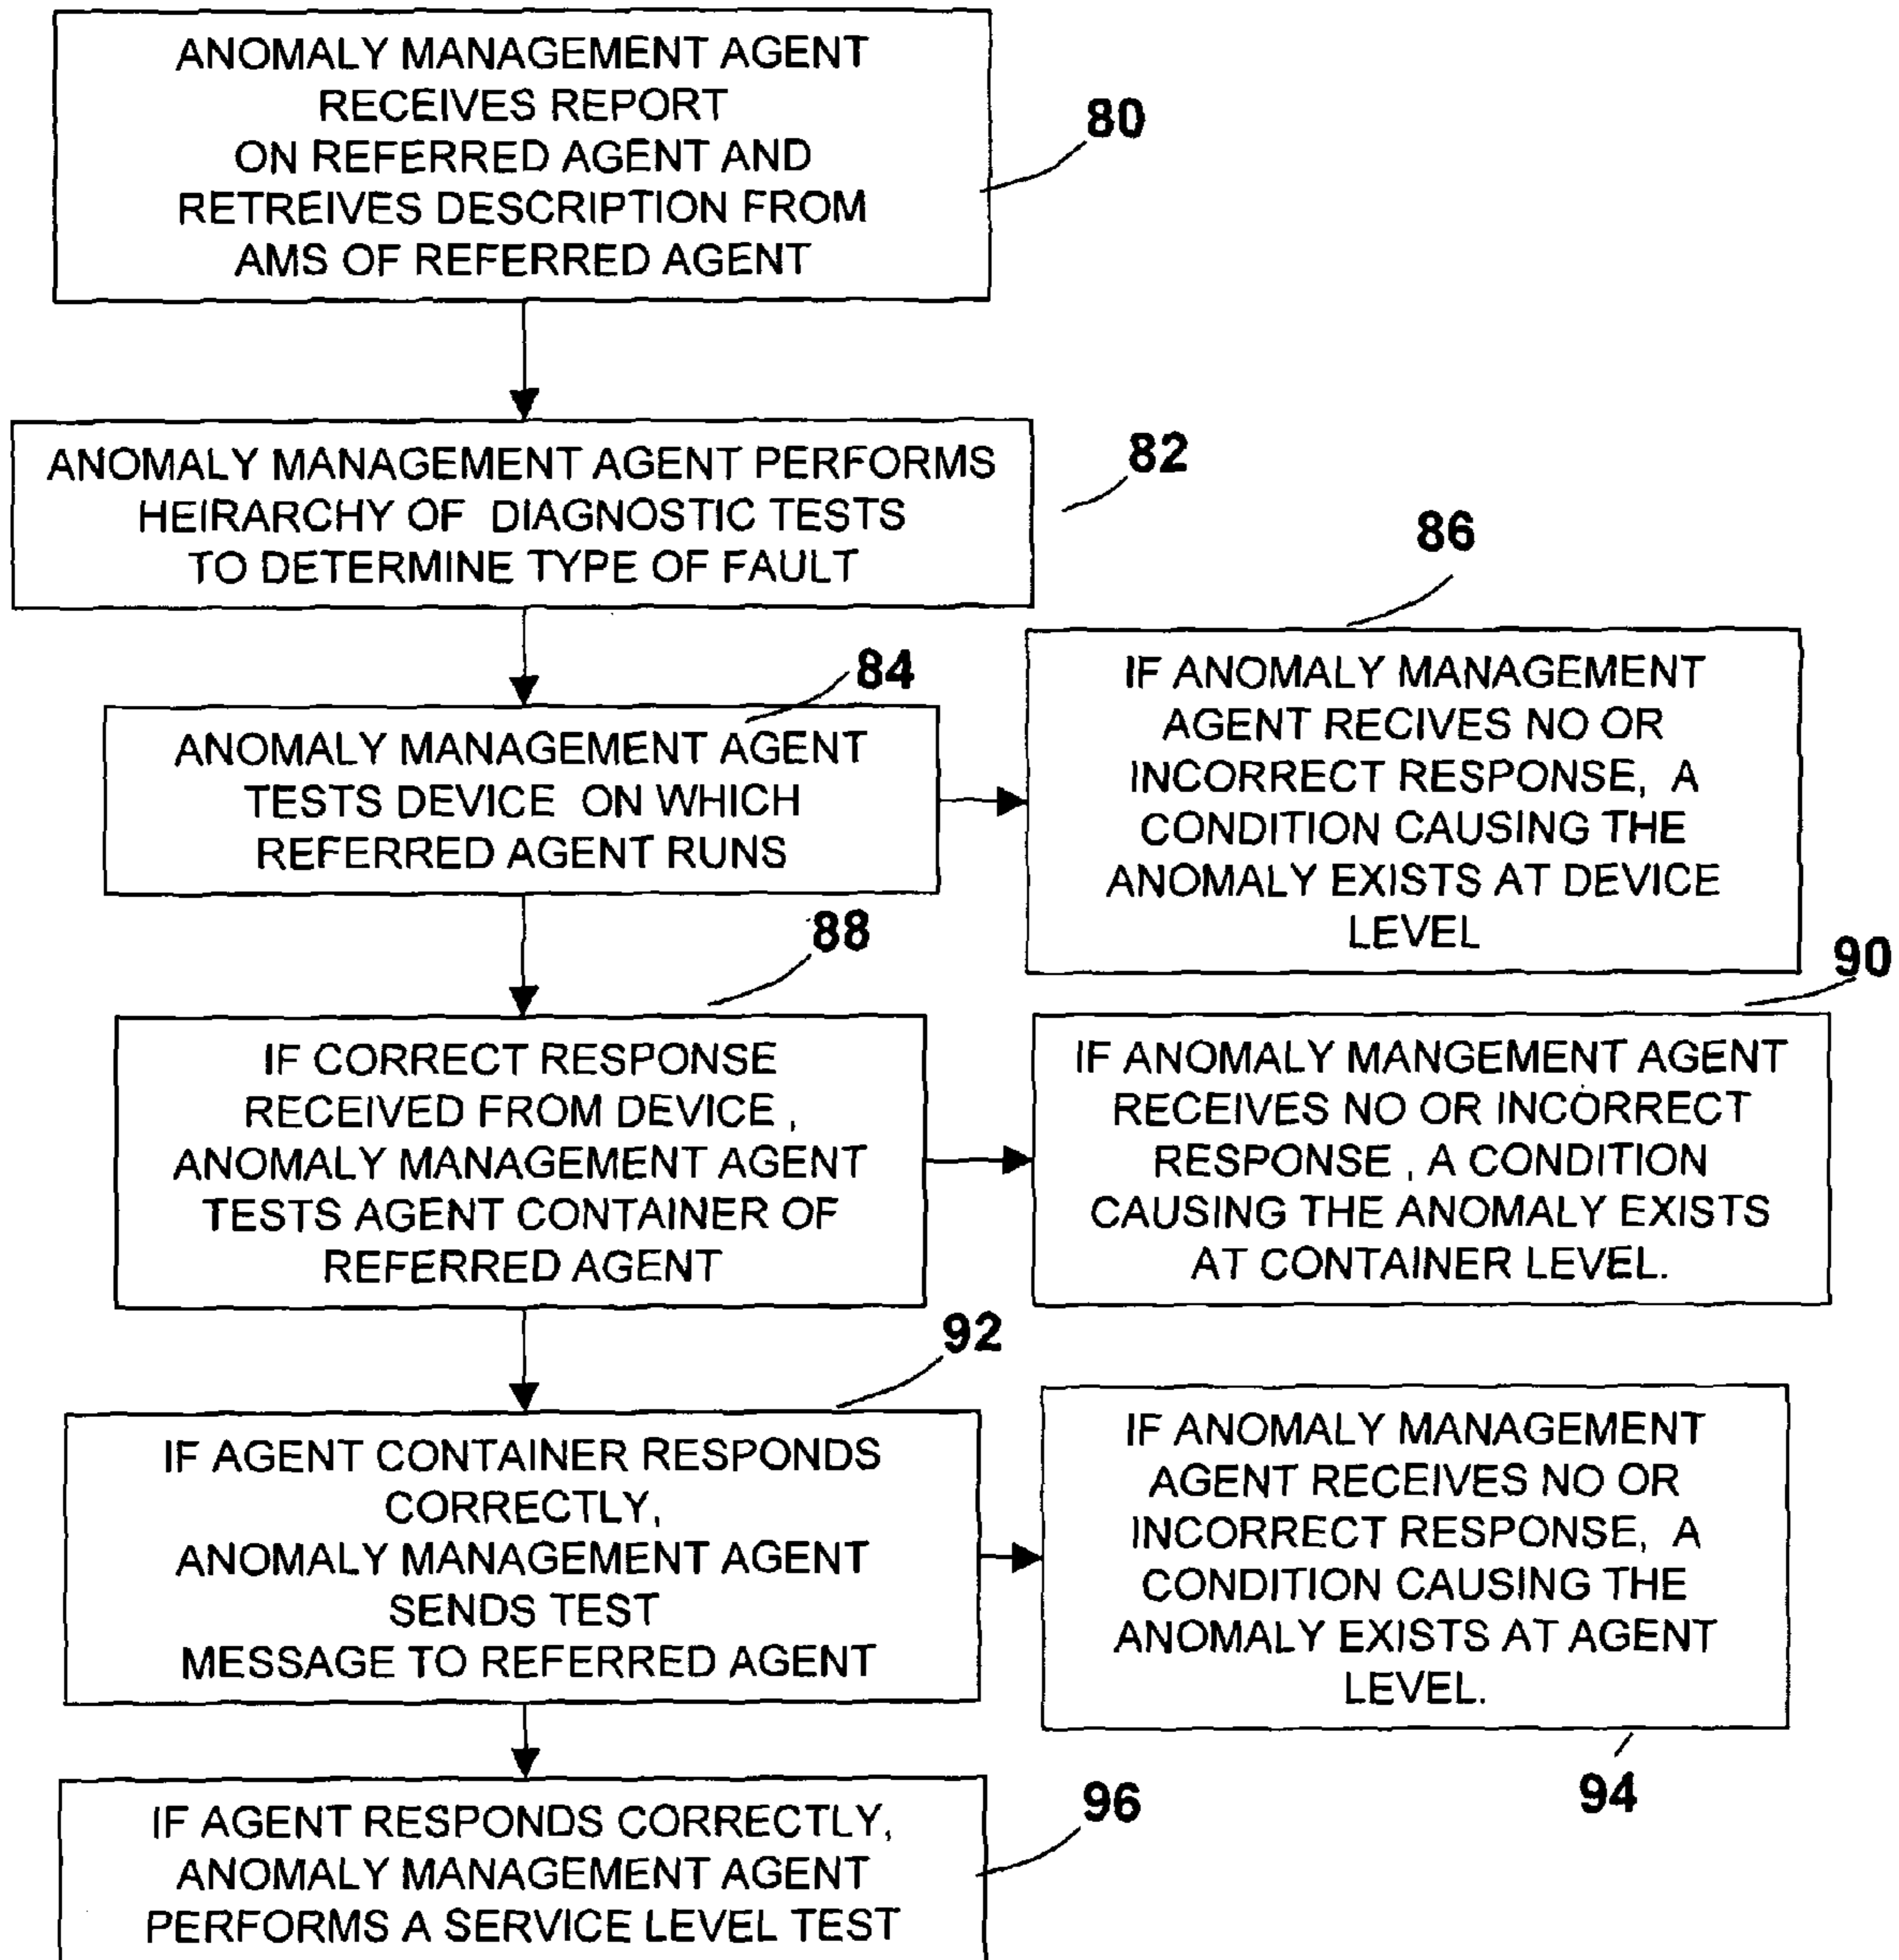 ANOMALY MANAGEMENT AGENT
RECEIVES REPORT
ON REFERRED AGENT AND
RETREIVES DESCRIPTION FROM
AMS OF REFERRED AGENT
80
ANOMALY MANAGEMENT AGENT PERFORMS
HEIRARCHY OF DIAGNOSTIC TESTS
TO DETERMINE TYPE OF FAULT
82
84
ANOMALY MANAGEMENT AGENT
TESTS DEVICE ON WHICH
REFERRED AGENT RUNS
86
IF ANOMALY MANAGEMENT
AGENT RECIVES NO OR
INCORRECT RESPONSE, A
CONDITION CAUSING THE
ANOMALY EXISTS AT DEVICE
LEVEL
88
IF CORRECT RESPONSE
RECEIVED FROM DEVICE ,
ANOMALY MANAGEMENT AGENT
TESTS AGENT CONTAINER OF
REFERRED AGENT
90
IF ANOMALY MANGEMENT AGENT
RECEIVES NO OR INCORRECT
RESPONSE , A CONDITION
CAUSING THE ANOMALY EXISTS
AT CONTAINER LEVEL.
92
IF AGENT CONTAINER RESPONDS
CORRECTLY,
ANOMALY MANAGEMENT AGENT
SENDS TEST
MESSAGE TO REFERRED AGENT
IF ANOMALY MANAGEMENT
AGENT RECEIVES NO OR
INCORRECT RESPONSE, A
CONDITION CAUSING THE
ANOMALY EXISTS AT AGENT
LEVEL.
94
96
IF AGENT RESPONDS CORRECTLY,
ANOMALY MANAGEMENT AGENT
PERFORMS A SERVICE LEVEL TEST